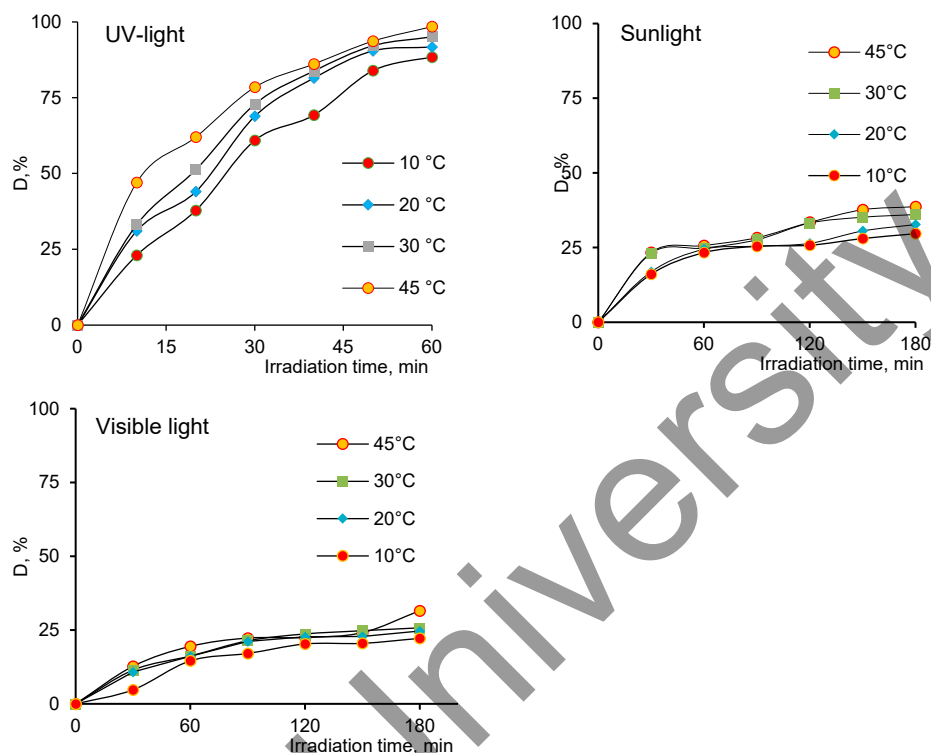 UV-light
100
75
50
25
0
D,%
0 15 30 45 60
Irradiation time, min
10 °C
20 °C
30 °C
45 °C
Sunlight
100
75
50
25
0
D,%
0 60 120 180
Irradiation time, min
45°C
30°C
20°C
10°C
Visible light
100
75
50
25
0
D, %
0 60 120 180
Irradiation time, min
45°C
30°C
20°C
10°C
University